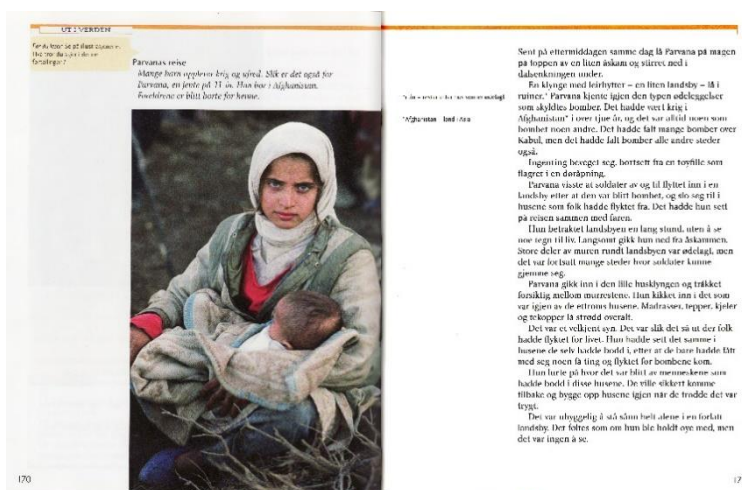 UT I VERDEN
Parvanas reise
Mange barn opplever krig og ufred. Slik er det også for
Parvana, en jente på 13 år. Hun bor i Afghanistan.
Foreldrene er blitt borte for henne.
170
Sent på ettermiddagen samme dag lå Parvana på magen
på toppen av en liten åskam og stirret ned i
dalsenkningen under.
En klynge med leirhytter – en liten landsby – lå i
ruiner.* Parvana kjente igjen den typen ødeleggelser
som skyldtes bomber. Det hadde vært krig i
Afghanistan* i over tjue år, og det var alltid noen som
bombet noen andre. Det hadde falt mange bomber over
Kabul, men det hadde falt bomber alle andre steder
også.
*Afghanistan – land i Asia
Ingenting beveget seg, bortsett fra en tøyfille som
flagret i en døråpning.
Parvana visste at soldater av og til flyttet inn i en
landsby etter at den var blitt bombet, og slo seg til i
husene som folk hadde flyktet fra. Det hadde hun sett
på reisen sammen med faren.
Hun betraktet landsbyen en lang stund, uten å se
noe tegn til liv. Langsomt gikk hun ned fra åskammen.
Store deler av muren rundt landsbyen var ødelagt, men
det var fortsatt mange steder hvor soldater kunne
gjemme seg.
Parvana gikk inn i den lille husklyngen og tråkket
forsiktig mellom murrestene. Hun kikket inn i det som
var igjen av de ettroms husene. Madrasser, tepper, kjeler
og tekopper lå strødd overalt.
Det var et velkjent syn. Det var slik det så ut der folk
hadde flyktet for livet. Hun hadde sett det samme i
husene de selv hadde bodd i, etter at de bare hadde fått
med seg noen få ting og flyktet før bombene kom.
Hun lurte på hvor det var blitt av menneskene som
hadde bodd i disse husene. De ville sikkert komme
tilbake og bygge opp husene igjen når de trodde det var
trygt.
Det var uhyggelig å stå sånn helt alene i en forlatt
landsby. Det føltes som om hun ble holdt øye med, men
det var ingen å se.